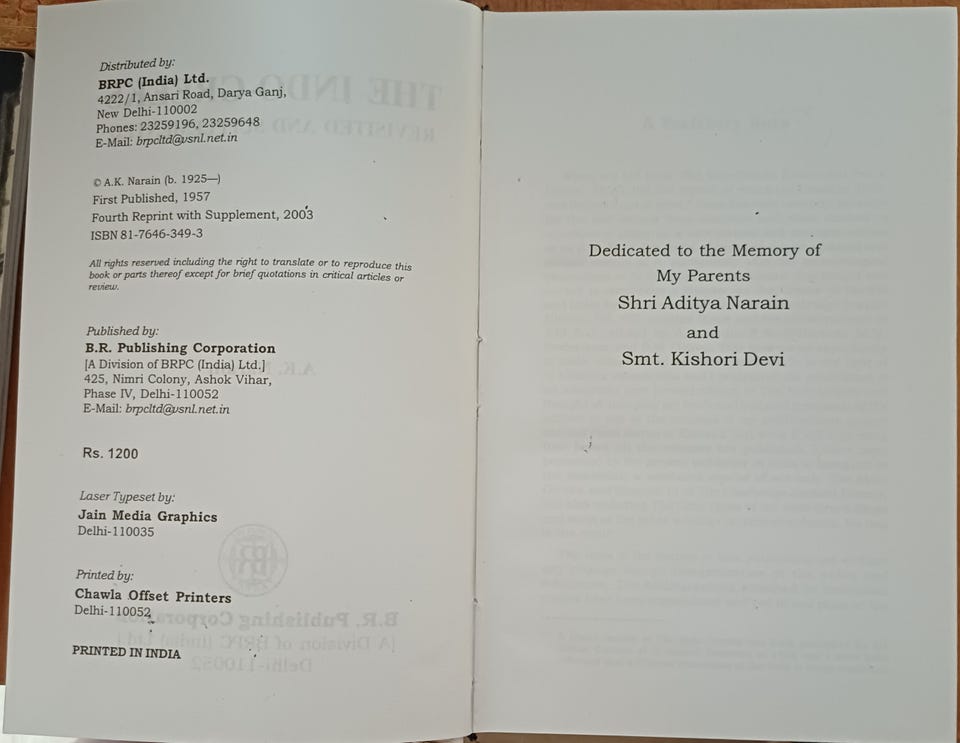 Distributed by:
BRPC (India) Ltd.
4222/1, Ansari Road, Darya Ganj,
New Delhi-110002
Phones: 23259196, 23259648
E-Mail: brpcltd@vsnl.net.in
© A.K. Narain (b. 1925—)
First Published, 1957
Fourth Reprint with Supplement, 2003
ISBN 81-7646-349-3
All rights reserved including the right to translate or to reproduce this
book or parts thereof except for brief quotations in critical articles or
review.
Published by:
B.R. Publishing Corporation
[A Division of BRPC (India) Ltd.]
425, Nimri Colony, Ashok Vihar,
Phase IV, Delhi-110052
E-Mail: brpcltd@vsnl.net.in
Rs. 1200
Laser Typeset by:
Jain Media Graphics
Delhi-110035
Printed by:
Chawla Offset Printers
Delhi-110052
PRINTED IN INDIA
Dedicated to the Memory of
My Parents
Shri Aditya Narain
and
Smt. Kishori Devi